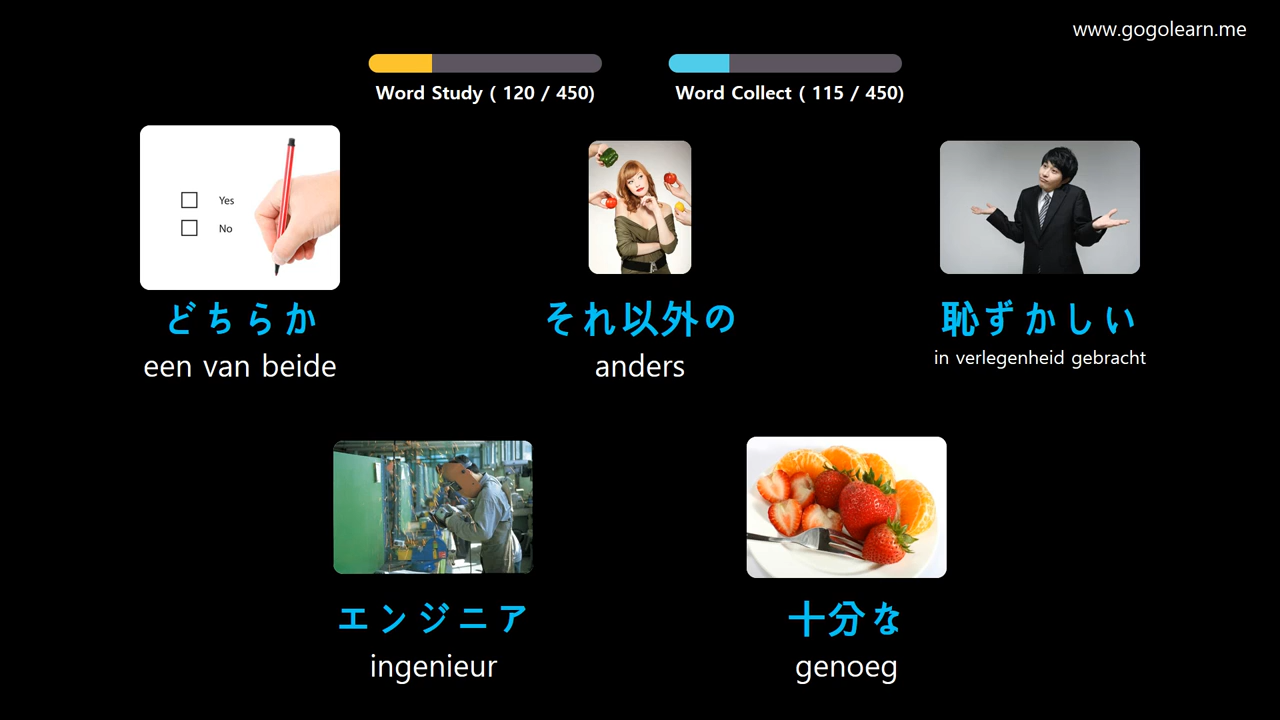 www.gogolearn.me
Word Study ( 120 / 450)
Word Collect ( 115 / 450)
Yes
No
どちらか
een van beide
それ以外の
anders
恥ずかしい
in verlegenheid gebracht
エンジニア
ingenieur
十分な
genoeg